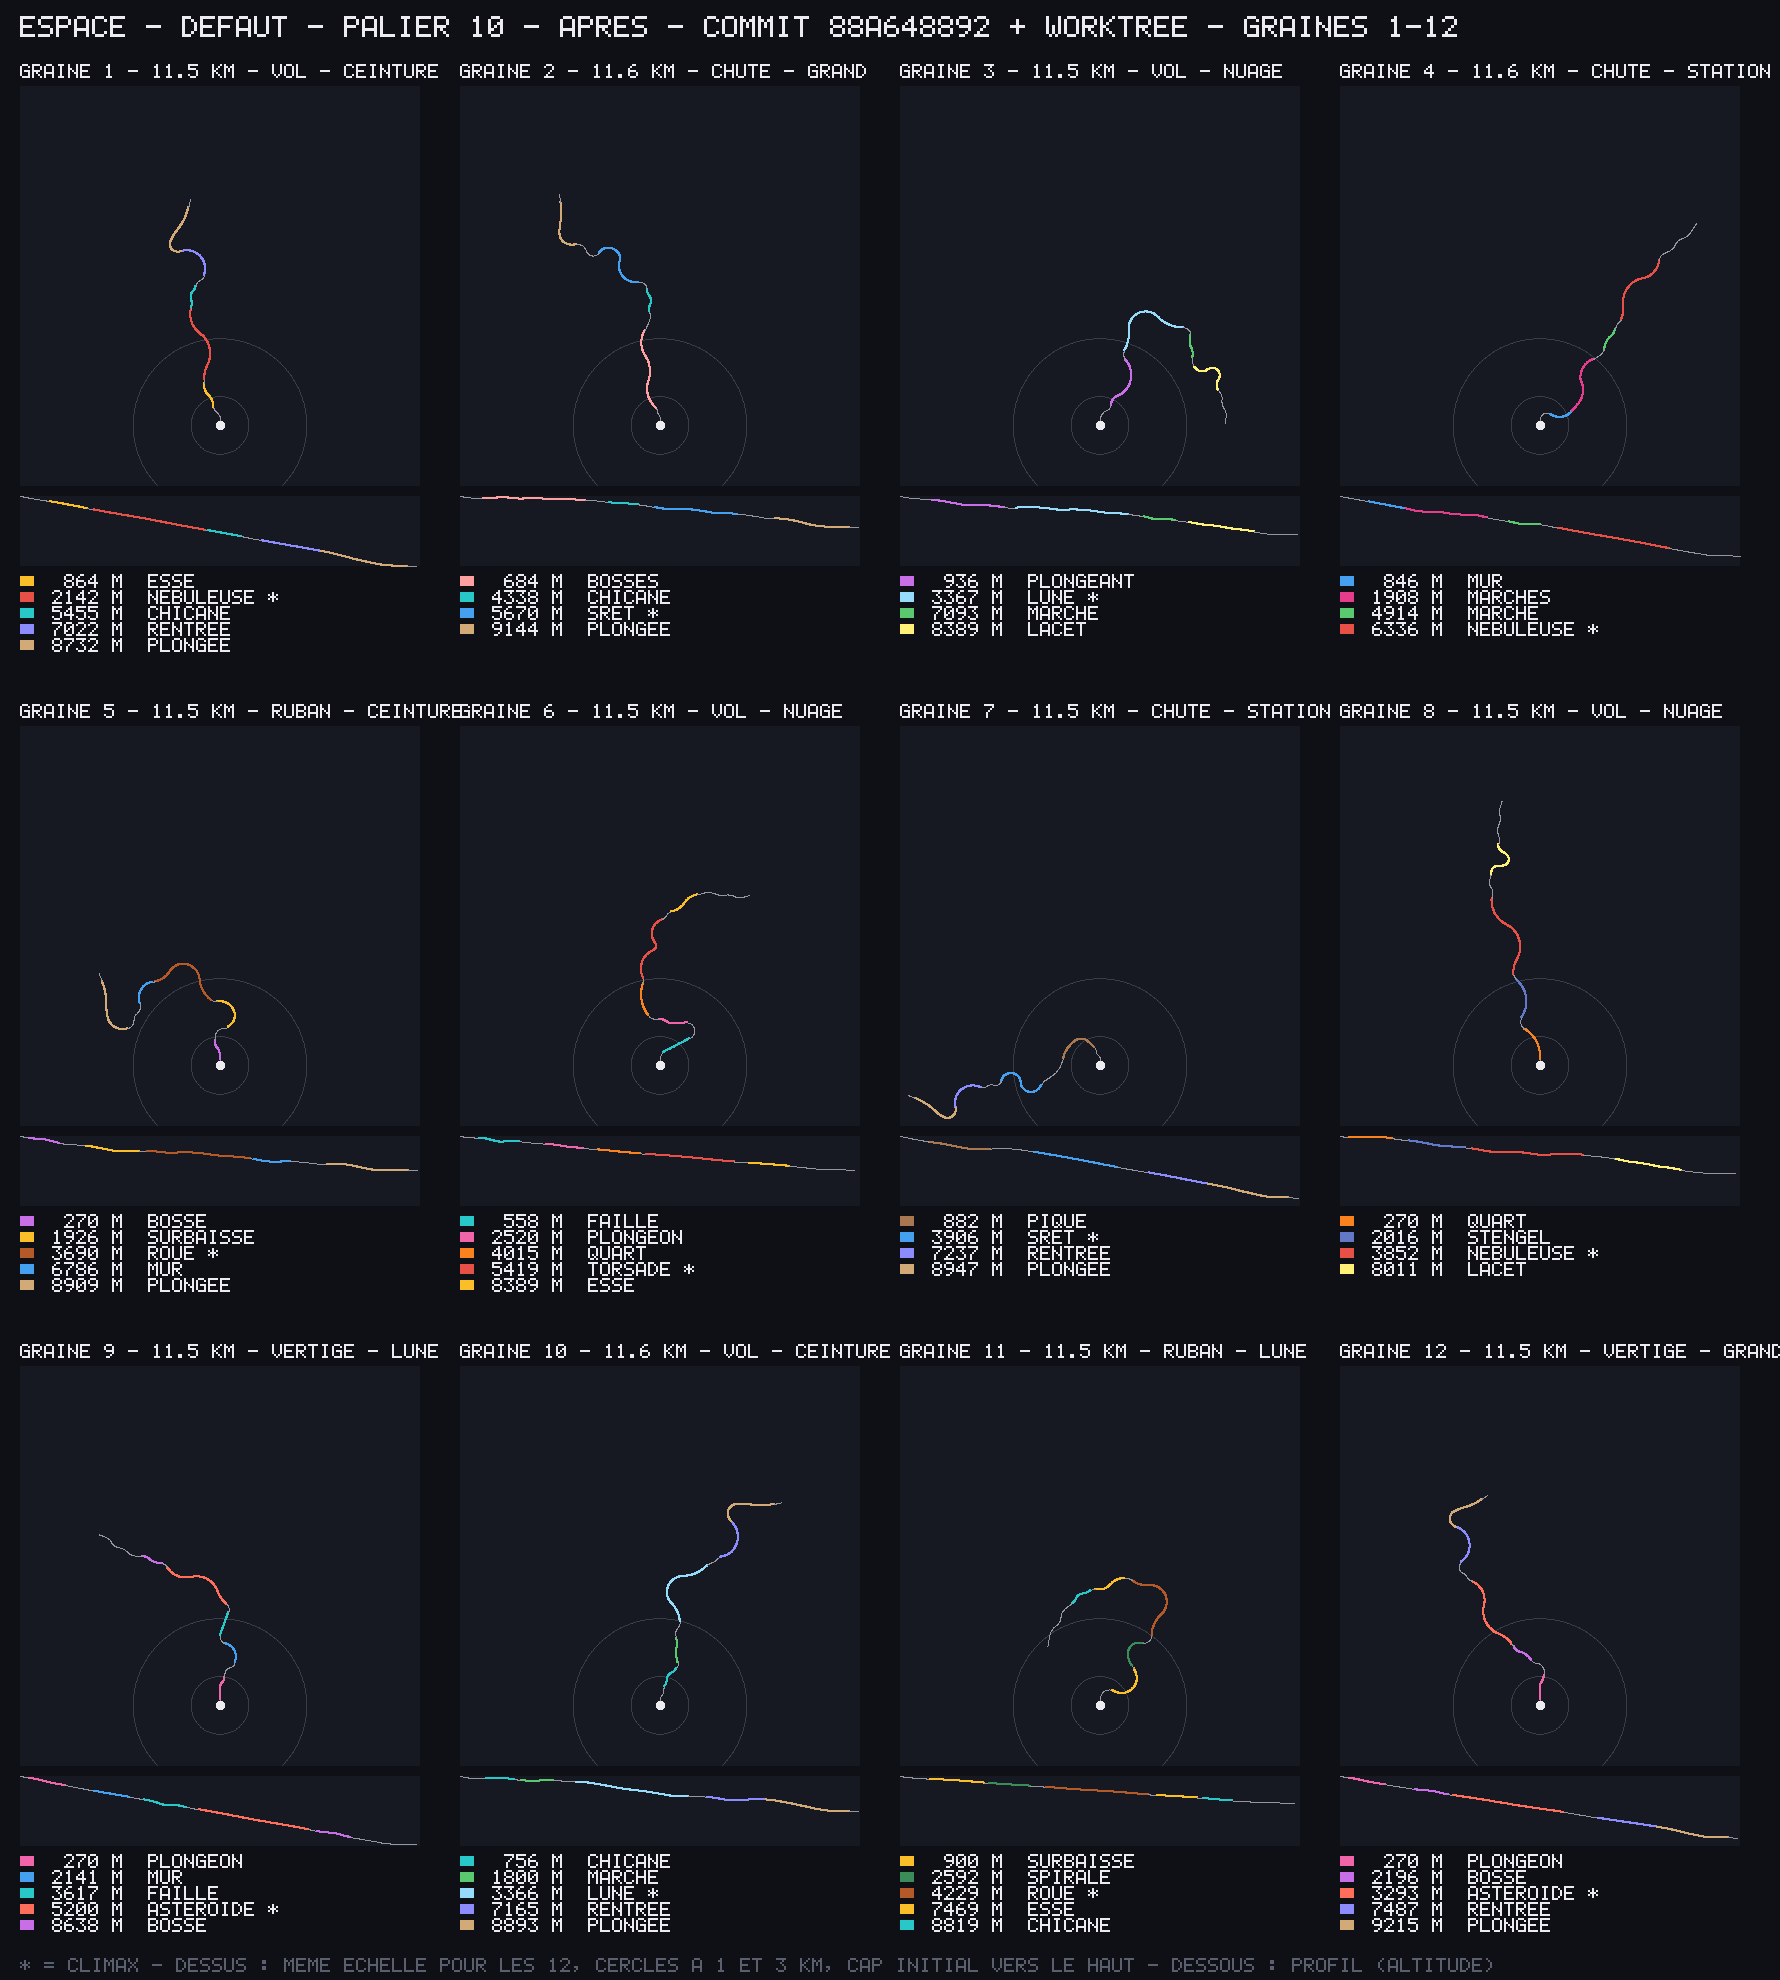 ESPACE - DEFAUT - PALIER 10 - APRES - COMMIT 88A648892 + WORKTREE - GRAINES 1-12
GRAINE 1 - 11.5 KM - VOL - CEINTURE
864 M ESSE
2142 M NEBULEUSE *
5455 M CHICANE
7022 M RENTREE
8732 M PLONGEE
GRAINE 2 - 11.6 KM - CHUTE - GRAND
684 M BOSSES
4338 M CHICANE
5670 M SRET *
9144 M PLONGEE
GRAINE 3 - 11.5 KM - VOL - NUAGE
936 M PLONGEANT
3367 M LUNE *
7093 M MARCHE
8389 M LACET
GRAINE 4 - 11.6 KM - CHUTE - STATION
846 M MUR
1908 M MARCHES
4914 M MARCHE
6336 M NEBULEUSE *
GRAINE 5 - 11.5 KM - RUBAN - CEINTURE
270 M BOSSE
1926 M SURBAISSE
3690 M ROUE *
6786 M MUR
8909 M PLONGEE
GRAINE 6 - 11.5 KM - VOL - NUAGE
558 M FAILLE
2520 M PLONGEON
4015 M QUART
5419 M TORSADE *
8389 M ESSE
GRAINE 7 - 11.5 KM - CHUTE - STATION
882 M PIQUE
3906 M SRET *
7237 M RENTREE
8947 M PLONGEE
GRAINE 8 - 11.5 KM - VOL - NUAGE
270 M QUART
2016 M STENGEL
3852 M NEBULEUSE *
8011 M LACET
GRAINE 9 - 11.5 KM - VERTIGE - LUNE
270 M PLONGEON
2141 M MUR
3617 M FAILLE
5200 M ASTEROIDE *
8638 M BOSSE
GRAINE 10 - 11.6 KM - VOL - CEINTURE
756 M CHICANE
1800 M MARCHE
3366 M LUNE *
7165 M RENTREE
8893 M PLONGEE
GRAINE 11 - 11.5 KM - RUBAN - LUNE
900 M SURBAISSE
2592 M SPIRALE
4229 M ROUE *
7469 M ESSE
8819 M CHICANE
GRAINE 12 - 11.5 KM - VERTIGE - GRAND
270 M PLONGEON
2196 M BOSSE
3293 M ASTEROIDE *
7487 M RENTREE
9215 M PLONGEE
* = CLIMAX - DESSUS : MEME ECHELLE POUR LES 12, CERCLES A 1 ET 3 KM, CAP INITIAL VERS LE HAUT - DESSOUS : PROFIL (ALTITUDE)